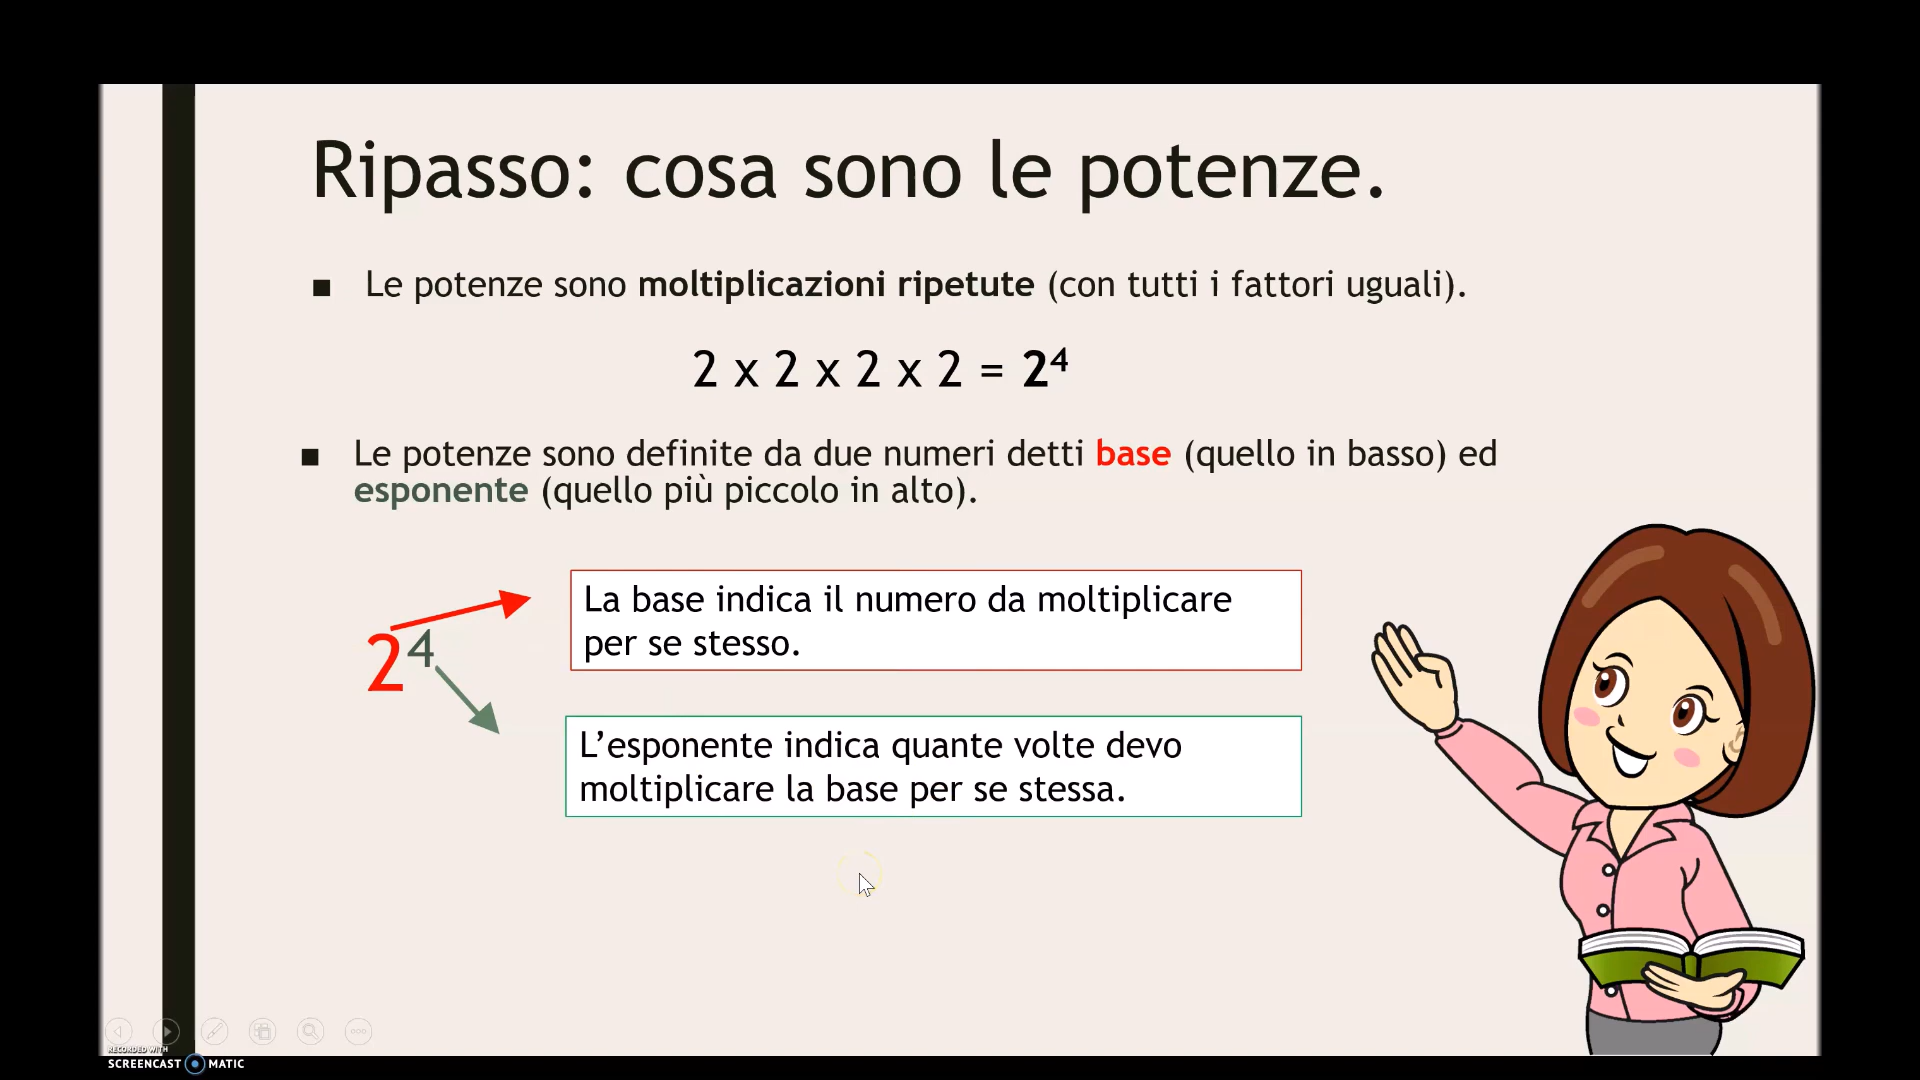 Ripasso: cosa sono le potenze.
■ Le potenze sono moltiplicazioni ripetute (con tutti i fattori uguali).
2 x 2 x 2 x 2 = 2⁴
■ Le potenze sono definite da due numeri detti base (quello in basso) ed
esponente (quello più piccolo in alto).
2⁴
La base indica il numero da moltiplicare
per se stesso.
L’esponente indica quante volte devo
moltiplicare la base per se stessa.
RECORDED WITH
SCREENCAST MATIC